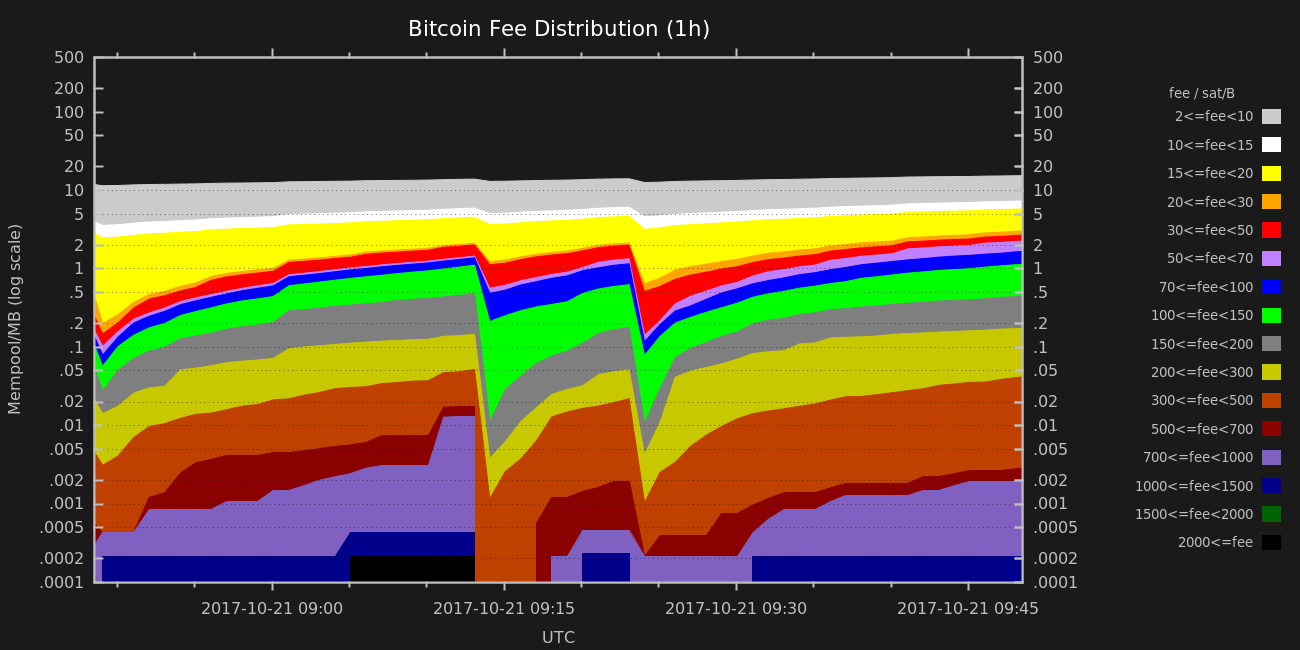 Bitcoin Fee Distribution (1h)
500
200
100
50
20
10
5
2
1
.5
.2
.1
.05
.02
.01
.005
.002
.001
.0005
.0002
.0001
Mempool/MB (log scale)
500
200
100
50
20
10
5
2
1
.5
.2
.1
.05
.02
.01
.005
.002
.001
.0005
.0002
.0001
2017-10-21 09:00
2017-10-21 09:15
2017-10-21 09:30
2017-10-21 09:45
UTC
fee / sat/B
2<=fee<10
10<=fee<15
15<=fee<20
20<=fee<30
30<=fee<50
50<=fee<70
70<=fee<100
100<=fee<150
150<=fee<200
200<=fee<300
300<=fee<500
500<=fee<700
700<=fee<1000
1000<=fee<1500
1500<=fee<2000
2000<=fee